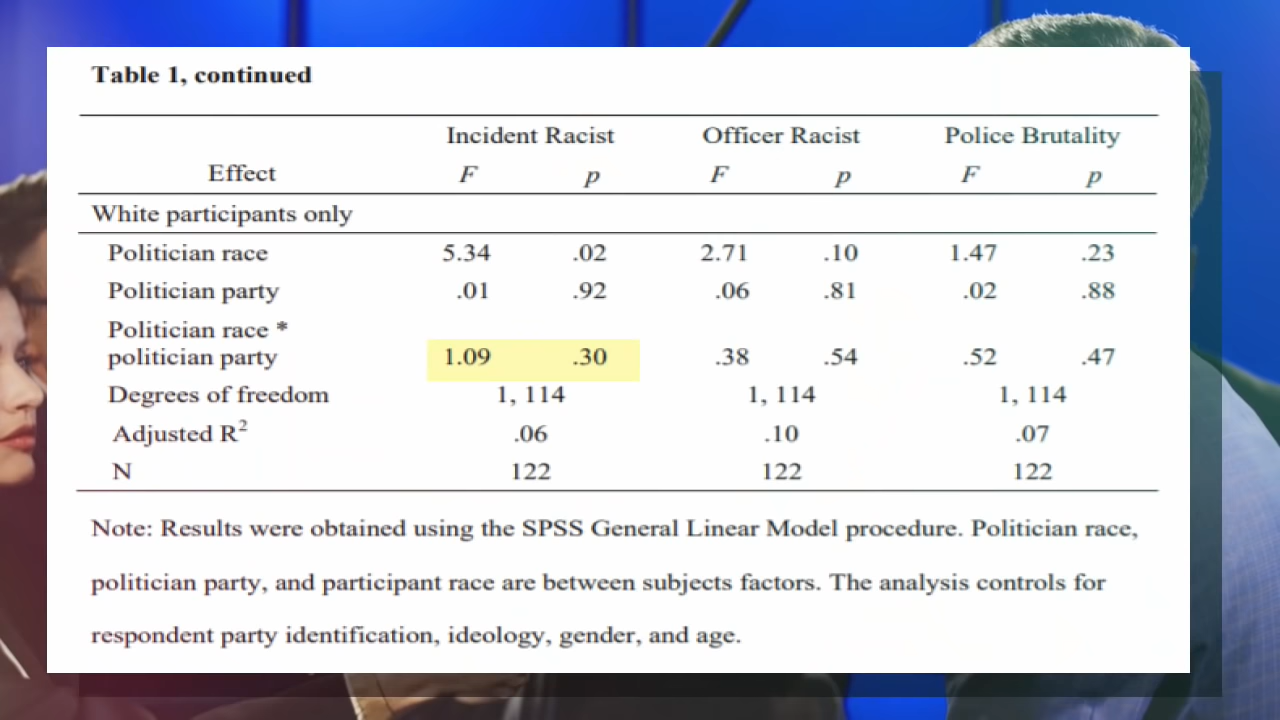 Table 1, continued
Incident Racist Officer Racist Police Brutality
Effect F p F p F p
White participants only
Politician race 5.34 .02 2.71 .10 1.47 .23
Politician party .01 .92 .06 .81 .02 .88
Politician race *
politician party 1.09 .30 .38 .54 .52 .47
Degrees of freedom 1, 114 1, 114 1, 114
Adjusted R² .06 .10 .07
N 122 122 122
Note: Results were obtained using the SPSS General Linear Model procedure. Politician race,
politician party, and participant race are between subjects factors. The analysis controls for
respondent party identification, ideology, gender, and age.